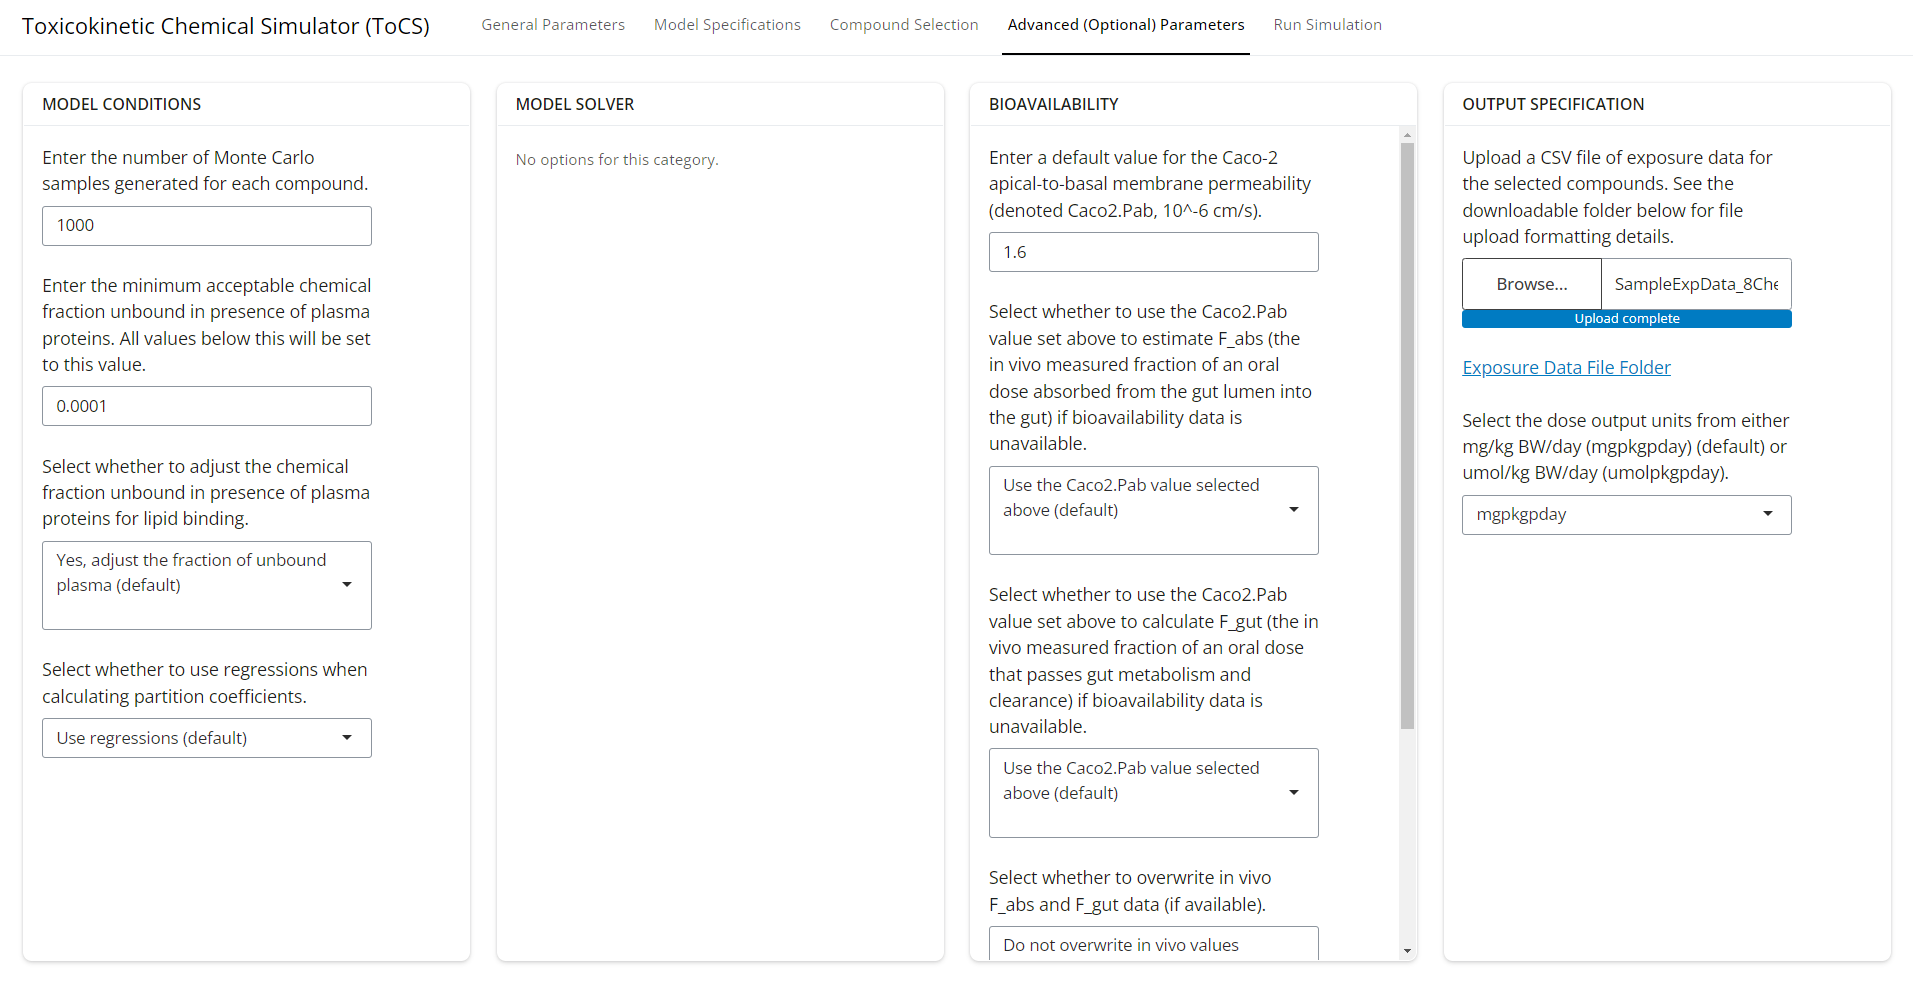 Toxicokinetic Chemical Simulator (ToCS)
General Parameters
Model Specifications
Compound Selection
Advanced (Optional) Parameters
Run Simulation
MODEL CONDITIONS
Enter the number of Monte Carlo
samples generated for each compound.
1000
Enter the minimum acceptable chemical
fraction unbound in presence of plasma
proteins. All values below this will be set
to this value.
0.0001
Select whether to adjust the chemical
fraction unbound in presence of plasma
proteins for lipid binding.
Yes, adjust the fraction of unbound
plasma (default)
Select whether to use regressions when
calculating partition coefficients.
Use regressions (default)
MODEL SOLVER
No options for this category.
BIOAVAILABILITY
Enter a default value for the Caco-2
apical-to-basal membrane permeability
(denoted Caco2.Pab, 10^-6 cm/s).
1.6
Select whether to use the Caco2.Pab
value set above to estimate F_abs (the
in vivo measured fraction of an oral
dose absorbed from the gut lumen into
the gut) if bioavailability data is
unavailable.
Use the Caco2.Pab value selected
above (default)
Select whether to use the Caco2.Pab
value set above to calculate F_gut (the in
vivo measured fraction of an oral dose
that passes gut metabolism and
clearance) if bioavailability data is
unavailable.
Use the Caco2.Pab value selected
above (default)
Select whether to overwrite in vivo
F_abs and F_gut data (if available).
Do not overwrite in vivo values
OUTPUT SPECIFICATION
Upload a CSV file of exposure data for
the selected compounds. See the
downloadable folder below for file
upload formatting details.
Browse...
SampleExpData_8Che
Upload complete
Exposure Data File Folder
Select the dose output units from either
mg/kg BW/day (mgpkgpday) (default) or
umol/kg BW/day (umolpkgpday).
mgpkgpday